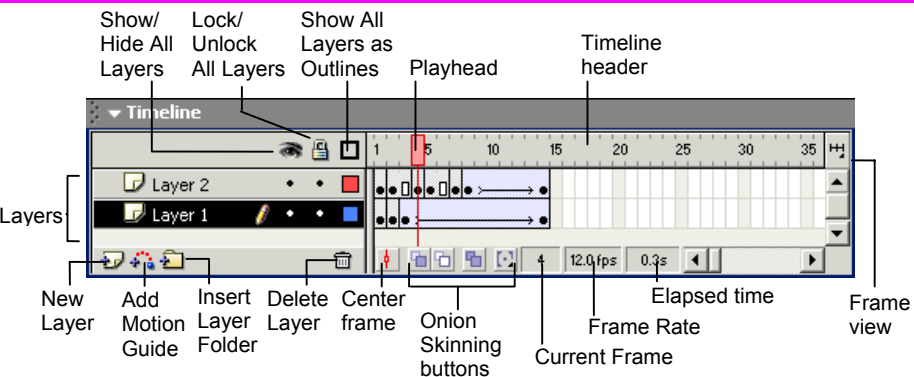 Show/
Hide All
Layers
Lock/
Unlock
All Layers
Show All
Layers as
Outlines
Playhead
Timeline
header
Timeline
1 5 10 15 20 25 30 35
Layer 2
Layer 1
Layers
4 12.0 fps 0.3s
New
Layer
Add
Motion
Guide
Insert
Layer
Folder
Delete
Layer
Center
frame
Onion
Skinning
buttons
Current Frame
Frame Rate
Elapsed time
Frame
view